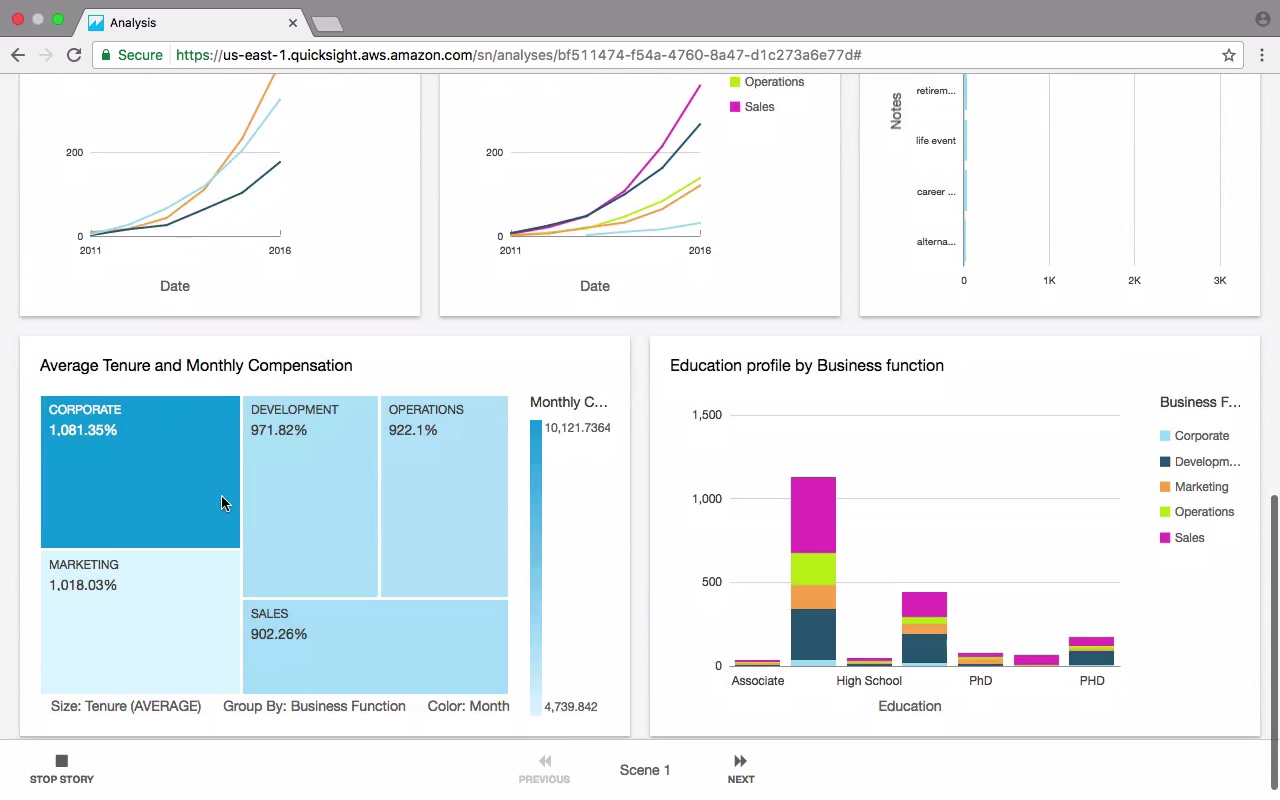 Analysis
Secure
https://us-east-1.quicksight.aws.amazon.com/sn/analyses/bf511474-f54a-4760-8a47-d1c273a6e77d#
200
0
2011
2016
Date
200
0
2011
2016
Date
Operations
Sales
Notes
retirem...
life event
career ...
alterna...
0
1K
2K
3K
Average Tenure and Monthly Compensation
CORPORATE
1,081.35%
DEVELOPMENT
971.82%
OPERATIONS
922.1%
MARKETING
1,018.03%
SALES
902.26%
Monthly C...
10,121.7364
4,739.842
Size: Tenure (AVERAGE)
Group By: Business Function
Color: Month
Education profile by Business function
1,500
1,000
500
0
Associate
High School
PhD
PHD
Education
Business F...
Corporate
Developm...
Marketing
Operations
Sales
STOP STORY
PREVIOUS
Scene 1
NEXT